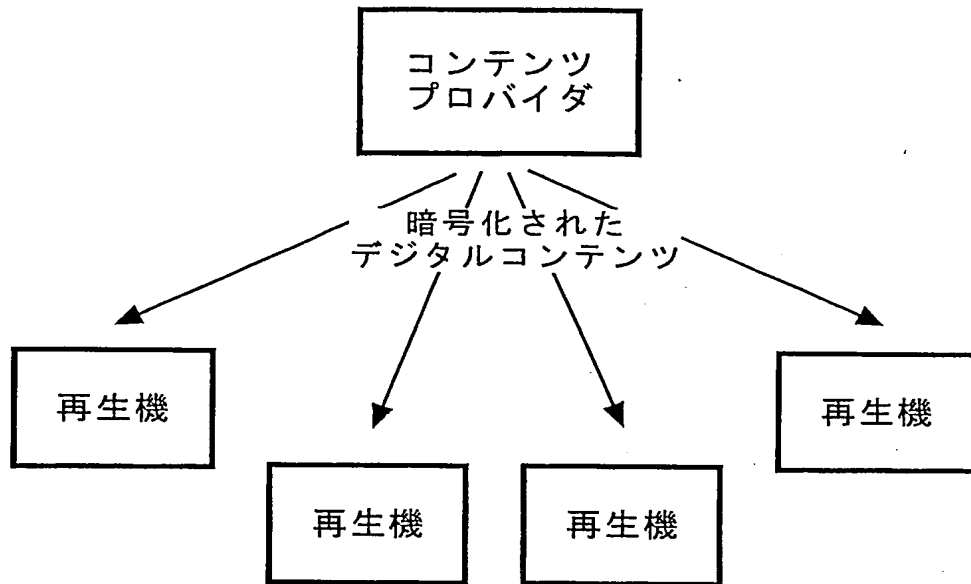 コンテンツ
プロバイダ
暗号化された
デジタルコンテンツ
再生機
再生機
再生機
再生機